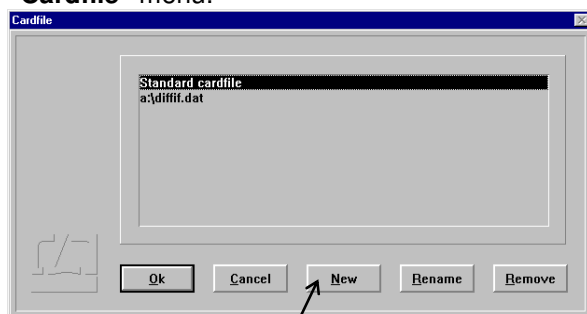 "Cardfile" menu.
Cardfile
Standard cardfile
a:\diffif.dat
Ok
Cancel
New
Rename
Remove